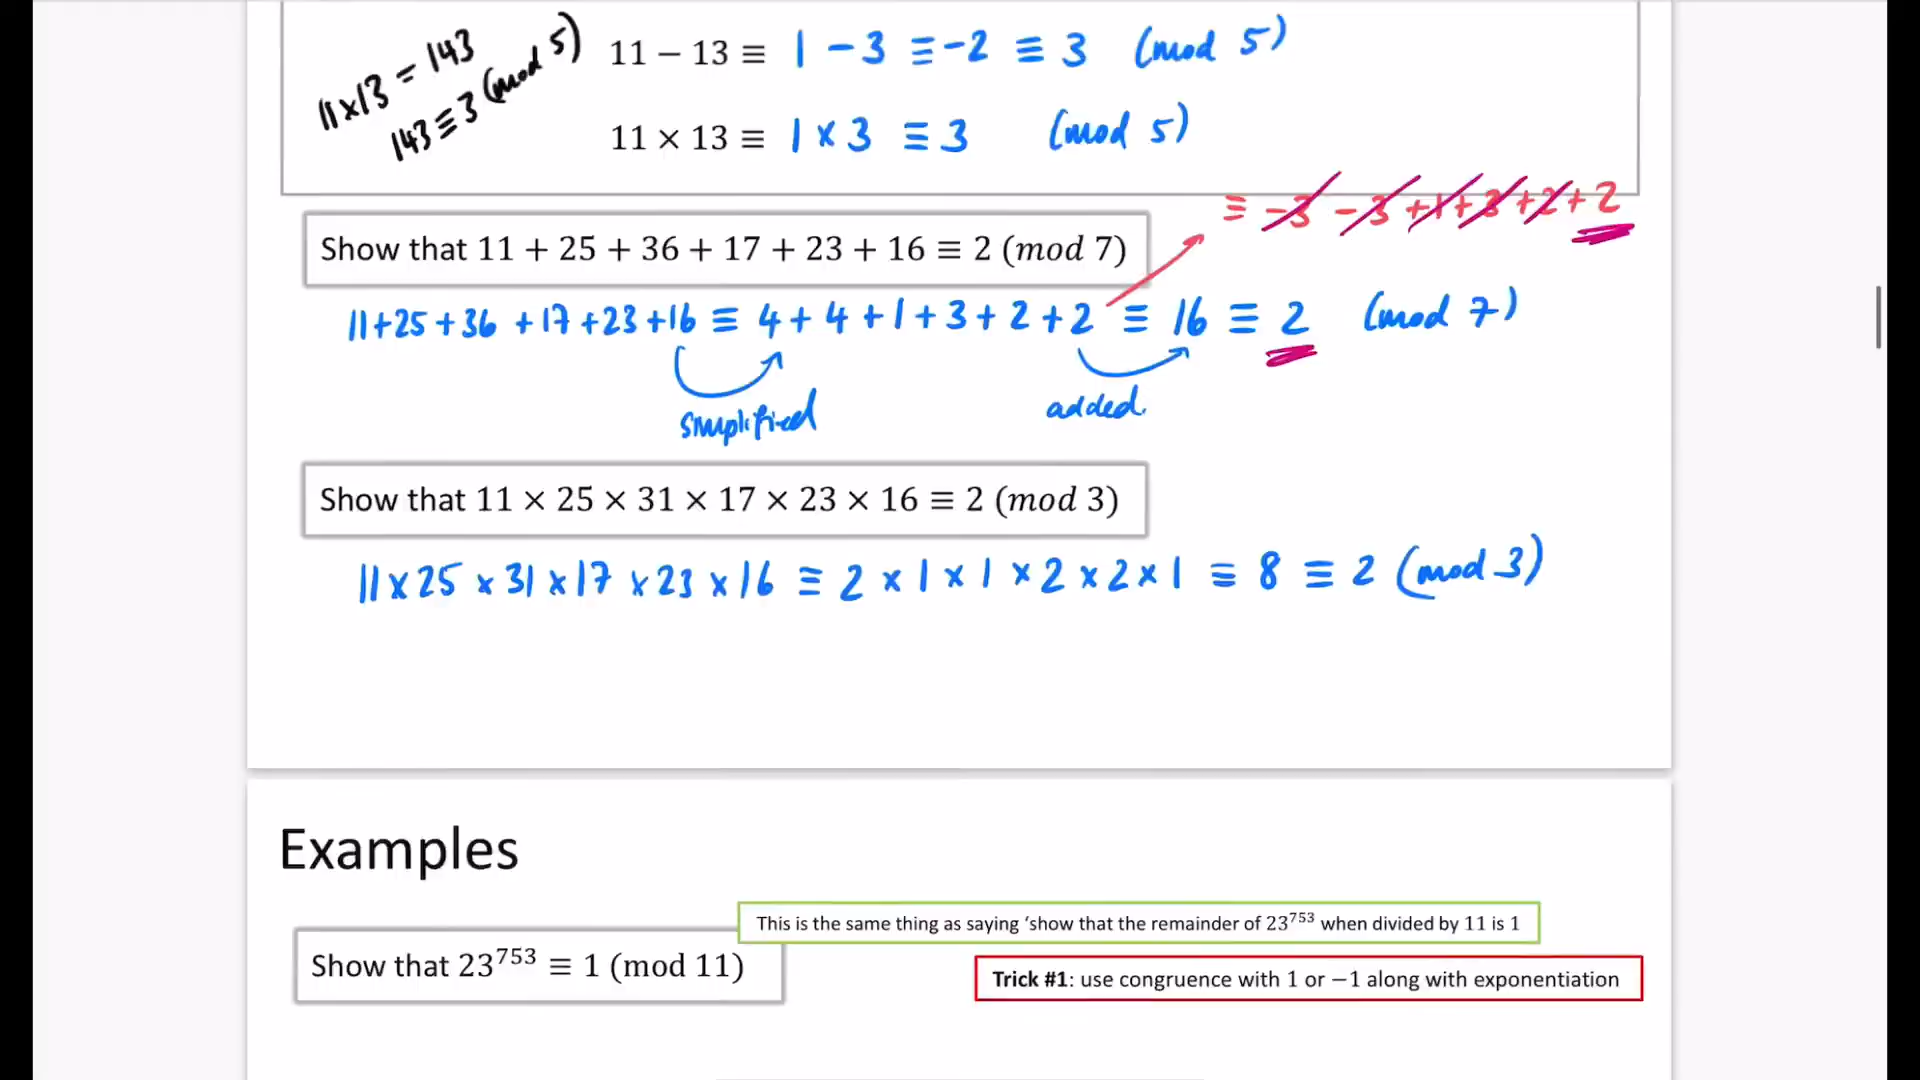 11×13 = 143
143 ≡ 3 (mod 5)
11 − 13 ≡ 1 − 3 ≡ −2 ≡ 3 (mod 5)
11 × 13 ≡ 1 × 3 ≡ 3 (mod 5)
≡ −3 −3 +1 +3 +2 +2
Show that 11 + 25 + 36 + 17 + 23 + 16 ≡ 2 (mod 7)
11+25+36+17+23+16 ≡ 4+4+1+3+2+2 ≡ 16 ≡ 2 (mod 7)
simplified
added.
Show that 11 × 25 × 31 × 17 × 23 × 16 ≡ 2 (mod 3)
11×25×31×17×23×16 ≡ 2×1×1×2×2×1 ≡ 8 ≡ 2 (mod 3)
Examples
This is the same thing as saying ‘show that the remainder of 23⁷⁵³ when divided by 11 is 1
Show that 23⁷⁵³ ≡ 1 (mod 11)
Trick #1: use congruence with 1 or −1 along with exponentiation